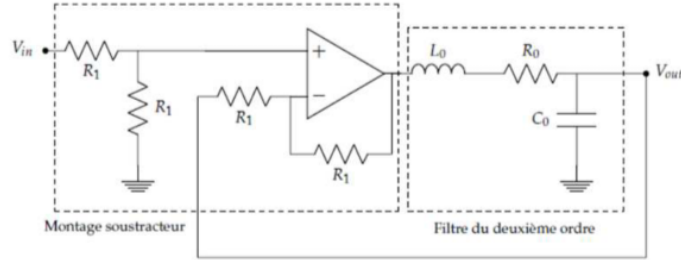 Vin
R1
R1
+
−
R1
R1
L0
R0
C0
Vout
Montage soustracteur
Filtre du deuxième ordre